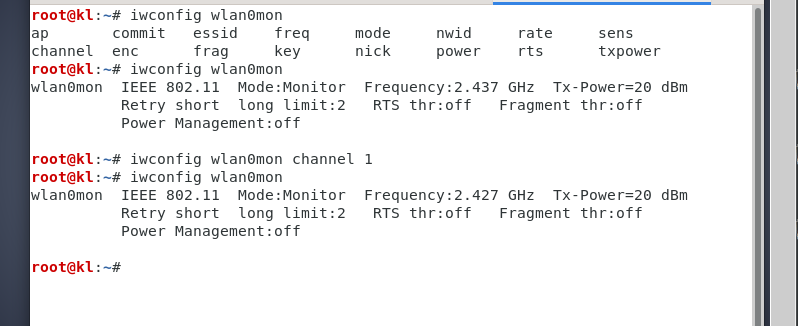 root@kl:~# iwconfig wlan0mon
ap commit essid freq mode nwid rate sens
channel enc frag key nick power rts txpower
root@kl:~# iwconfig wlan0mon
wlan0mon IEEE 802.11 Mode:Monitor Frequency:2.437 GHz Tx-Power=20 dBm
Retry short long limit:2 RTS thr:off Fragment thr:off
Power Management:off
root@kl:~# iwconfig wlan0mon channel 1
root@kl:~# iwconfig wlan0mon
wlan0mon IEEE 802.11 Mode:Monitor Frequency:2.427 GHz Tx-Power=20 dBm
Retry short long limit:2 RTS thr:off Fragment thr:off
Power Management:off
root@kl:~#